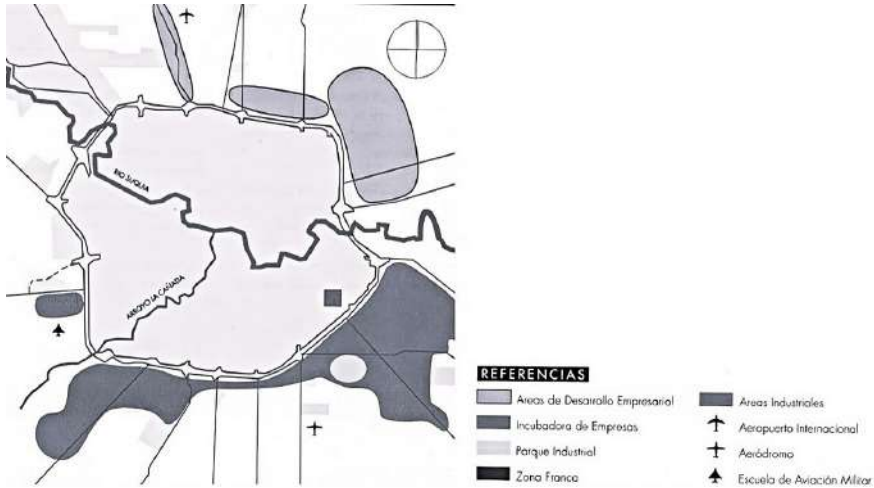 RIO SUQUIA
ARROYO LA CAÑADA
REFERENCIAS
Areas de Desarrollo Empresarial
Incubadora de Empresas
Parque Industrial
Zona Franca
Areas Industriales
Aeropuerto Internacional
Aeródromo
Escuela de Aviación Militar